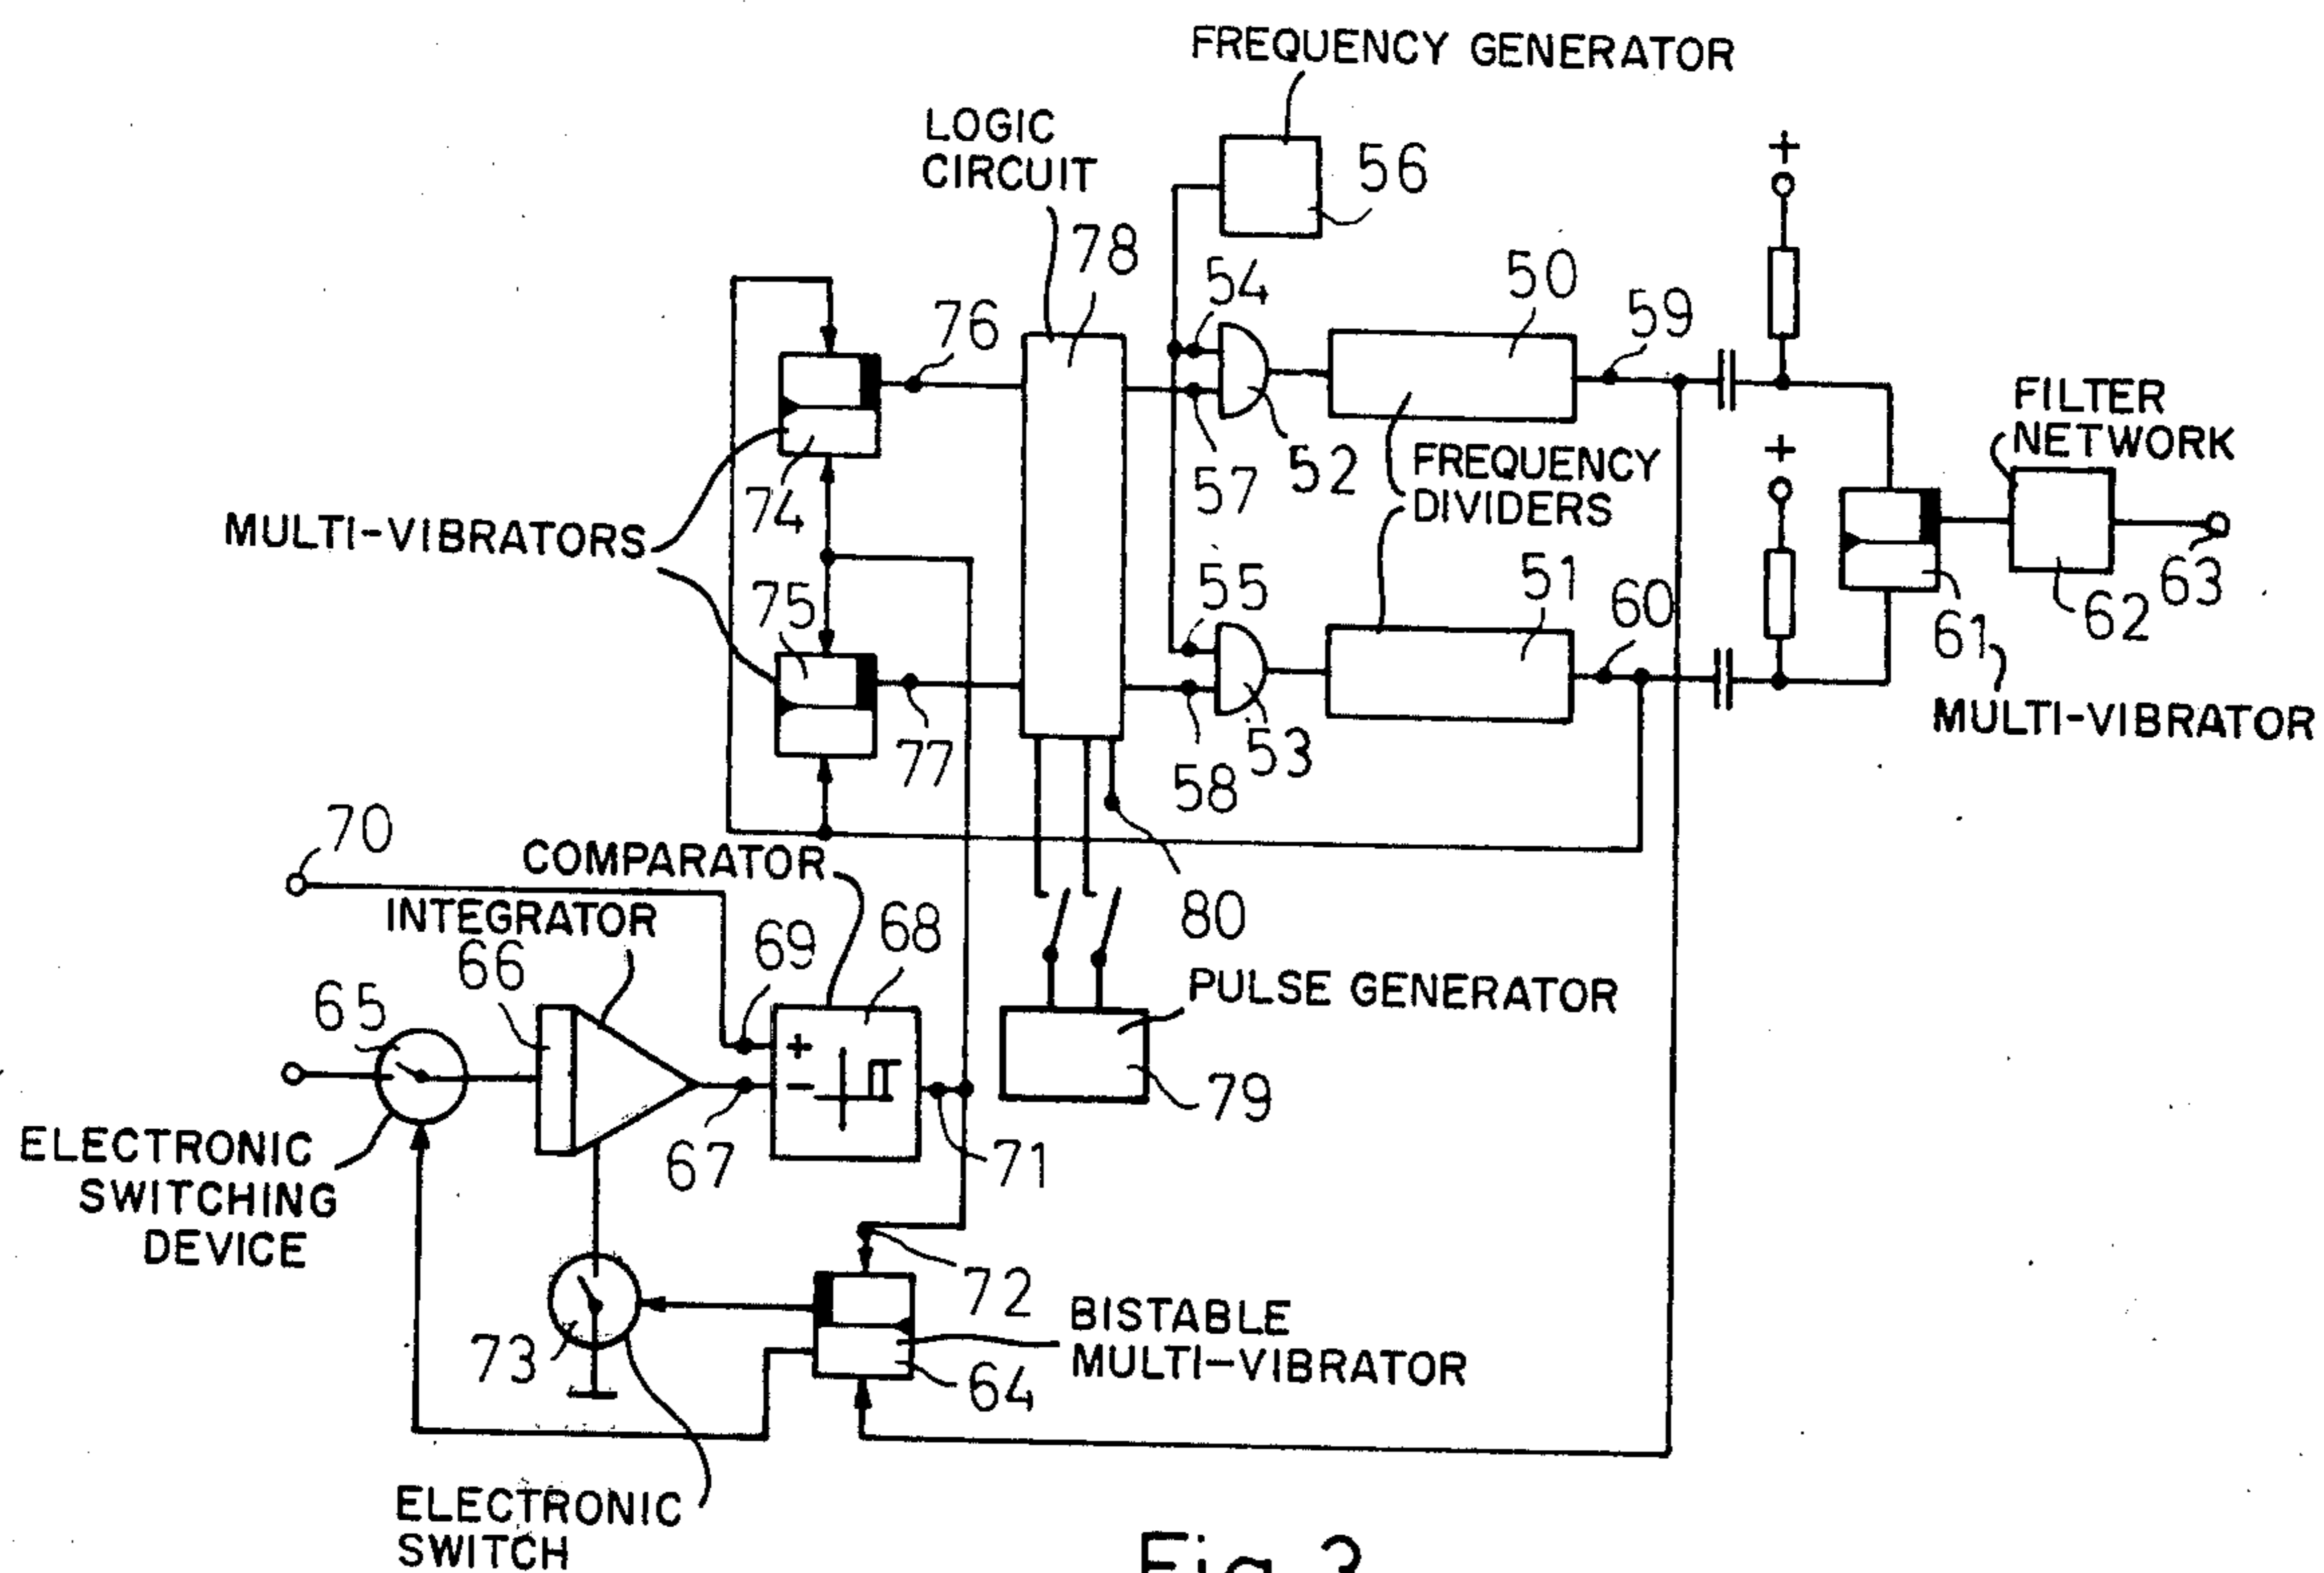 FREQUENCY GENERATOR
LOGIC
CIRCUIT
56
+
78
54
50
59
76
FILTER
NETWORK
+
52
57
FREQUENCY
DIVIDERS
74
MULTI-VIBRATORS
75
55
51
60
63
62
61
77
58
53
MULTI-VIBRATOR
70
COMPARATOR
INTEGRATOR
66
69
68
80
PULSE GENERATOR
65
+
−
79
67
71
ELECTRONIC
SWITCHING
DEVICE
72
73
BISTABLE
MULTI-VIBRATOR
64
ELECTRONIC
SWITCH
Fig. 3